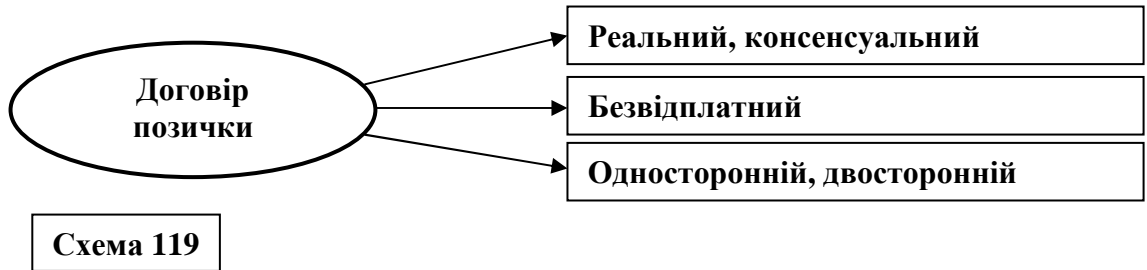 Договір
позички
Реальний, консенсуальний
Безвідплатний
Односторонній, двосторонній
Схема 119